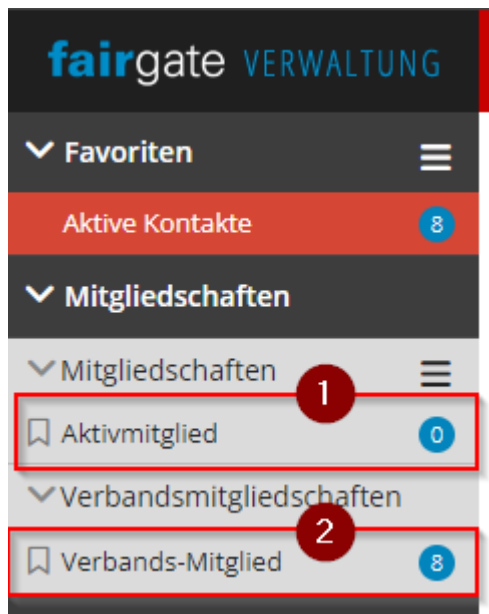 fairgate VERWALTUNG
Favoriten
Aktive Kontakte 8
Mitgliedschaften
Mitgliedschaften
1
Aktivmitglied 0
Verbandsmitgliedschaften
2
Verbands-Mitglied 8